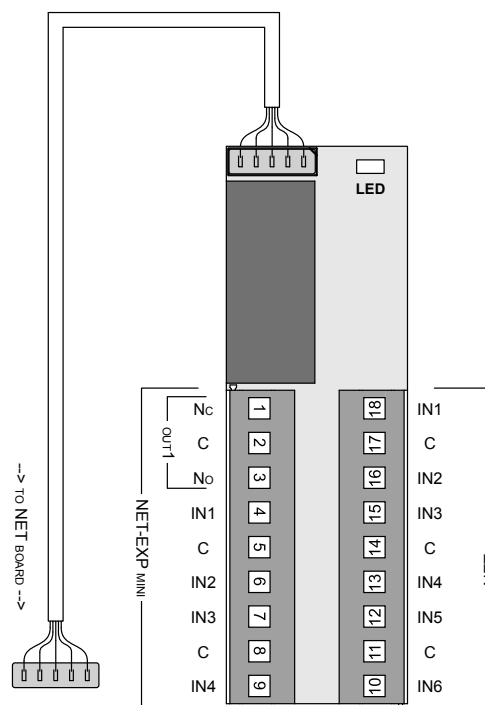 LED
NC 1 18 IN1
C 2 17 C
NO 3 16 IN2
IN1 4 15 IN3
C 5 14 C
IN2 6 13 IN4
IN3 7 12 IN5
C 8 11 C
IN4 9 10 IN6
OUT1
NET-EXP MINI
--> TO NET BOARD -->